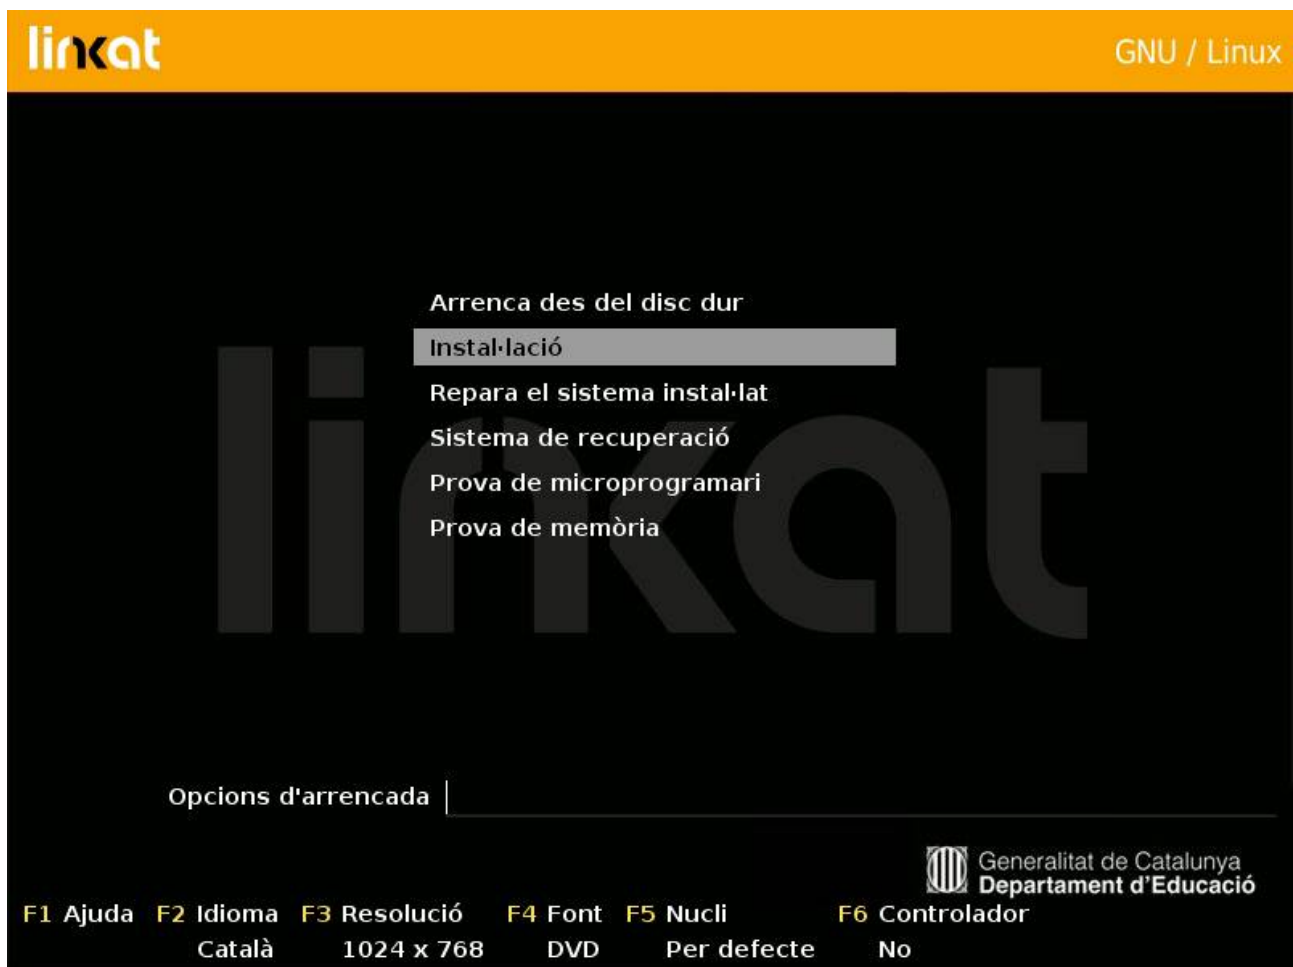 linkat
GNU / Linux
Arrenca des del disc dur
Instal·lació
Repara el sistema instal·lat
Sistema de recuperació
Prova de microprogramari
Prova de memòria
linkat
Opcions d'arrencada
Generalitat de Catalunya
Departament d'Educació
F1 Ajuda F2 Idioma F3 Resolució F4 Font F5 Nucli F6 Controlador
Català 1024 x 768 DVD Per defecte No